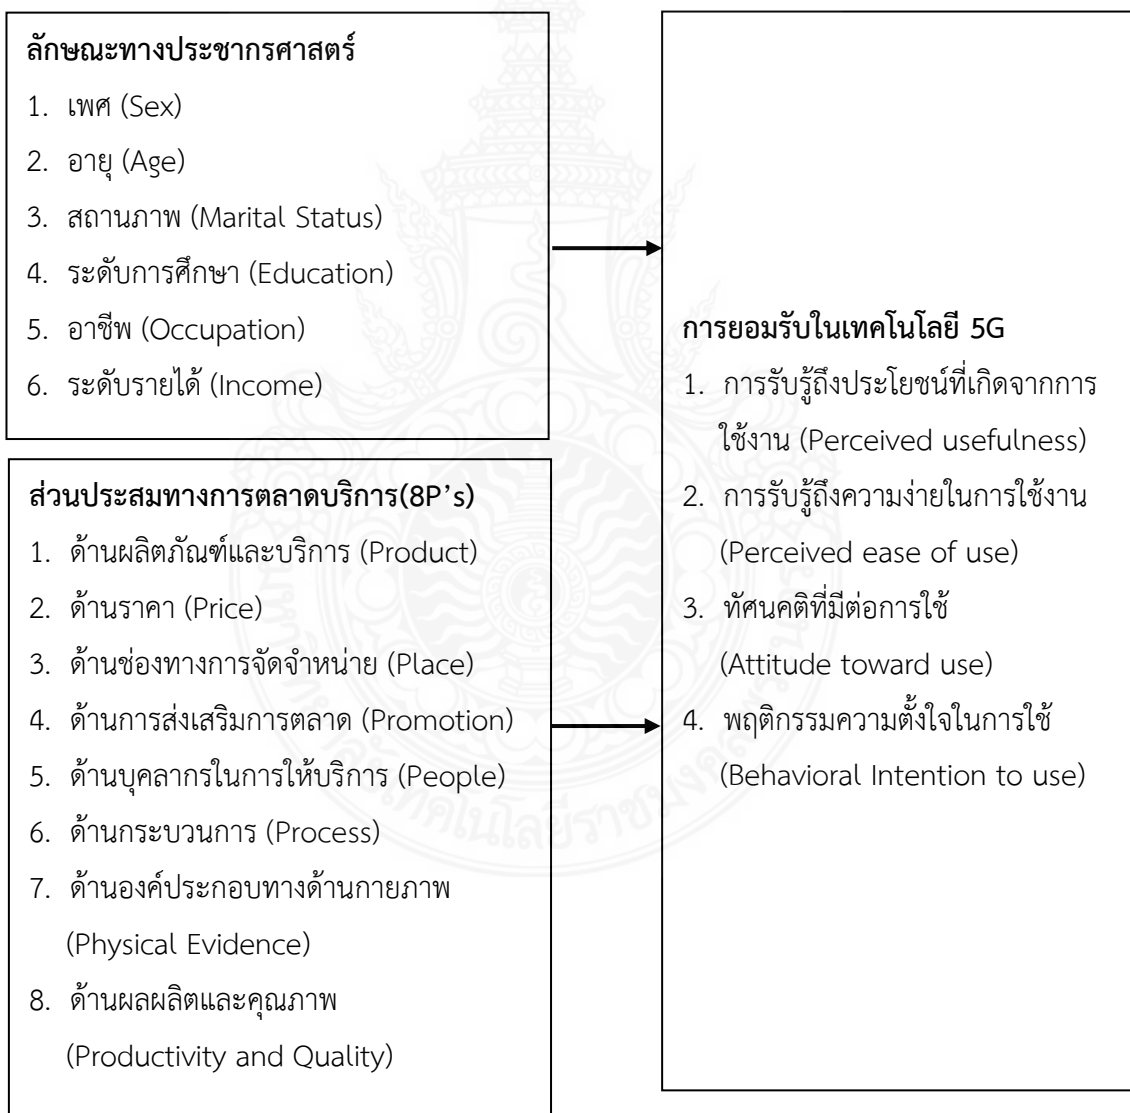 ลักษณะทางประชากรศาสตร์
1. เพศ (Sex)
2. อายุ (Age)
3. สถานภาพ (Marital Status)
4. ระดับการศึกษา (Education)
5. อาชีพ (Occupation)
6. ระดับรายได้ (Income)
ส่วนประสมทางการตลาดบริการ(8P’s)
1. ด้านผลิตภัณฑ์และบริการ (Product)
2. ด้านราคา (Price)
3. ด้านช่องทางการจัดจำหน่าย (Place)
4. ด้านการส่งเสริมการตลาด (Promotion)
5. ด้านบุคลากรในการให้บริการ (People)
6. ด้านกระบวนการ (Process)
7. ด้านองค์ประกอบทางด้านกายภาพ
(Physical Evidence)
8. ด้านผลผลิตและคุณภาพ
(Productivity and Quality)
การยอมรับในเทคโนโลยี 5G
1. การรับรู้ถึงประโยชน์ที่เกิดจากการ
ใช้งาน (Perceived usefulness)
2. การรับรู้ถึงความง่ายในการใช้งาน
(Perceived ease of use)
3. ทัศนคติที่มีต่อการใช้
(Attitude toward use)
4. พฤติกรรมความตั้งใจในการใช้
(Behavioral Intention to use)